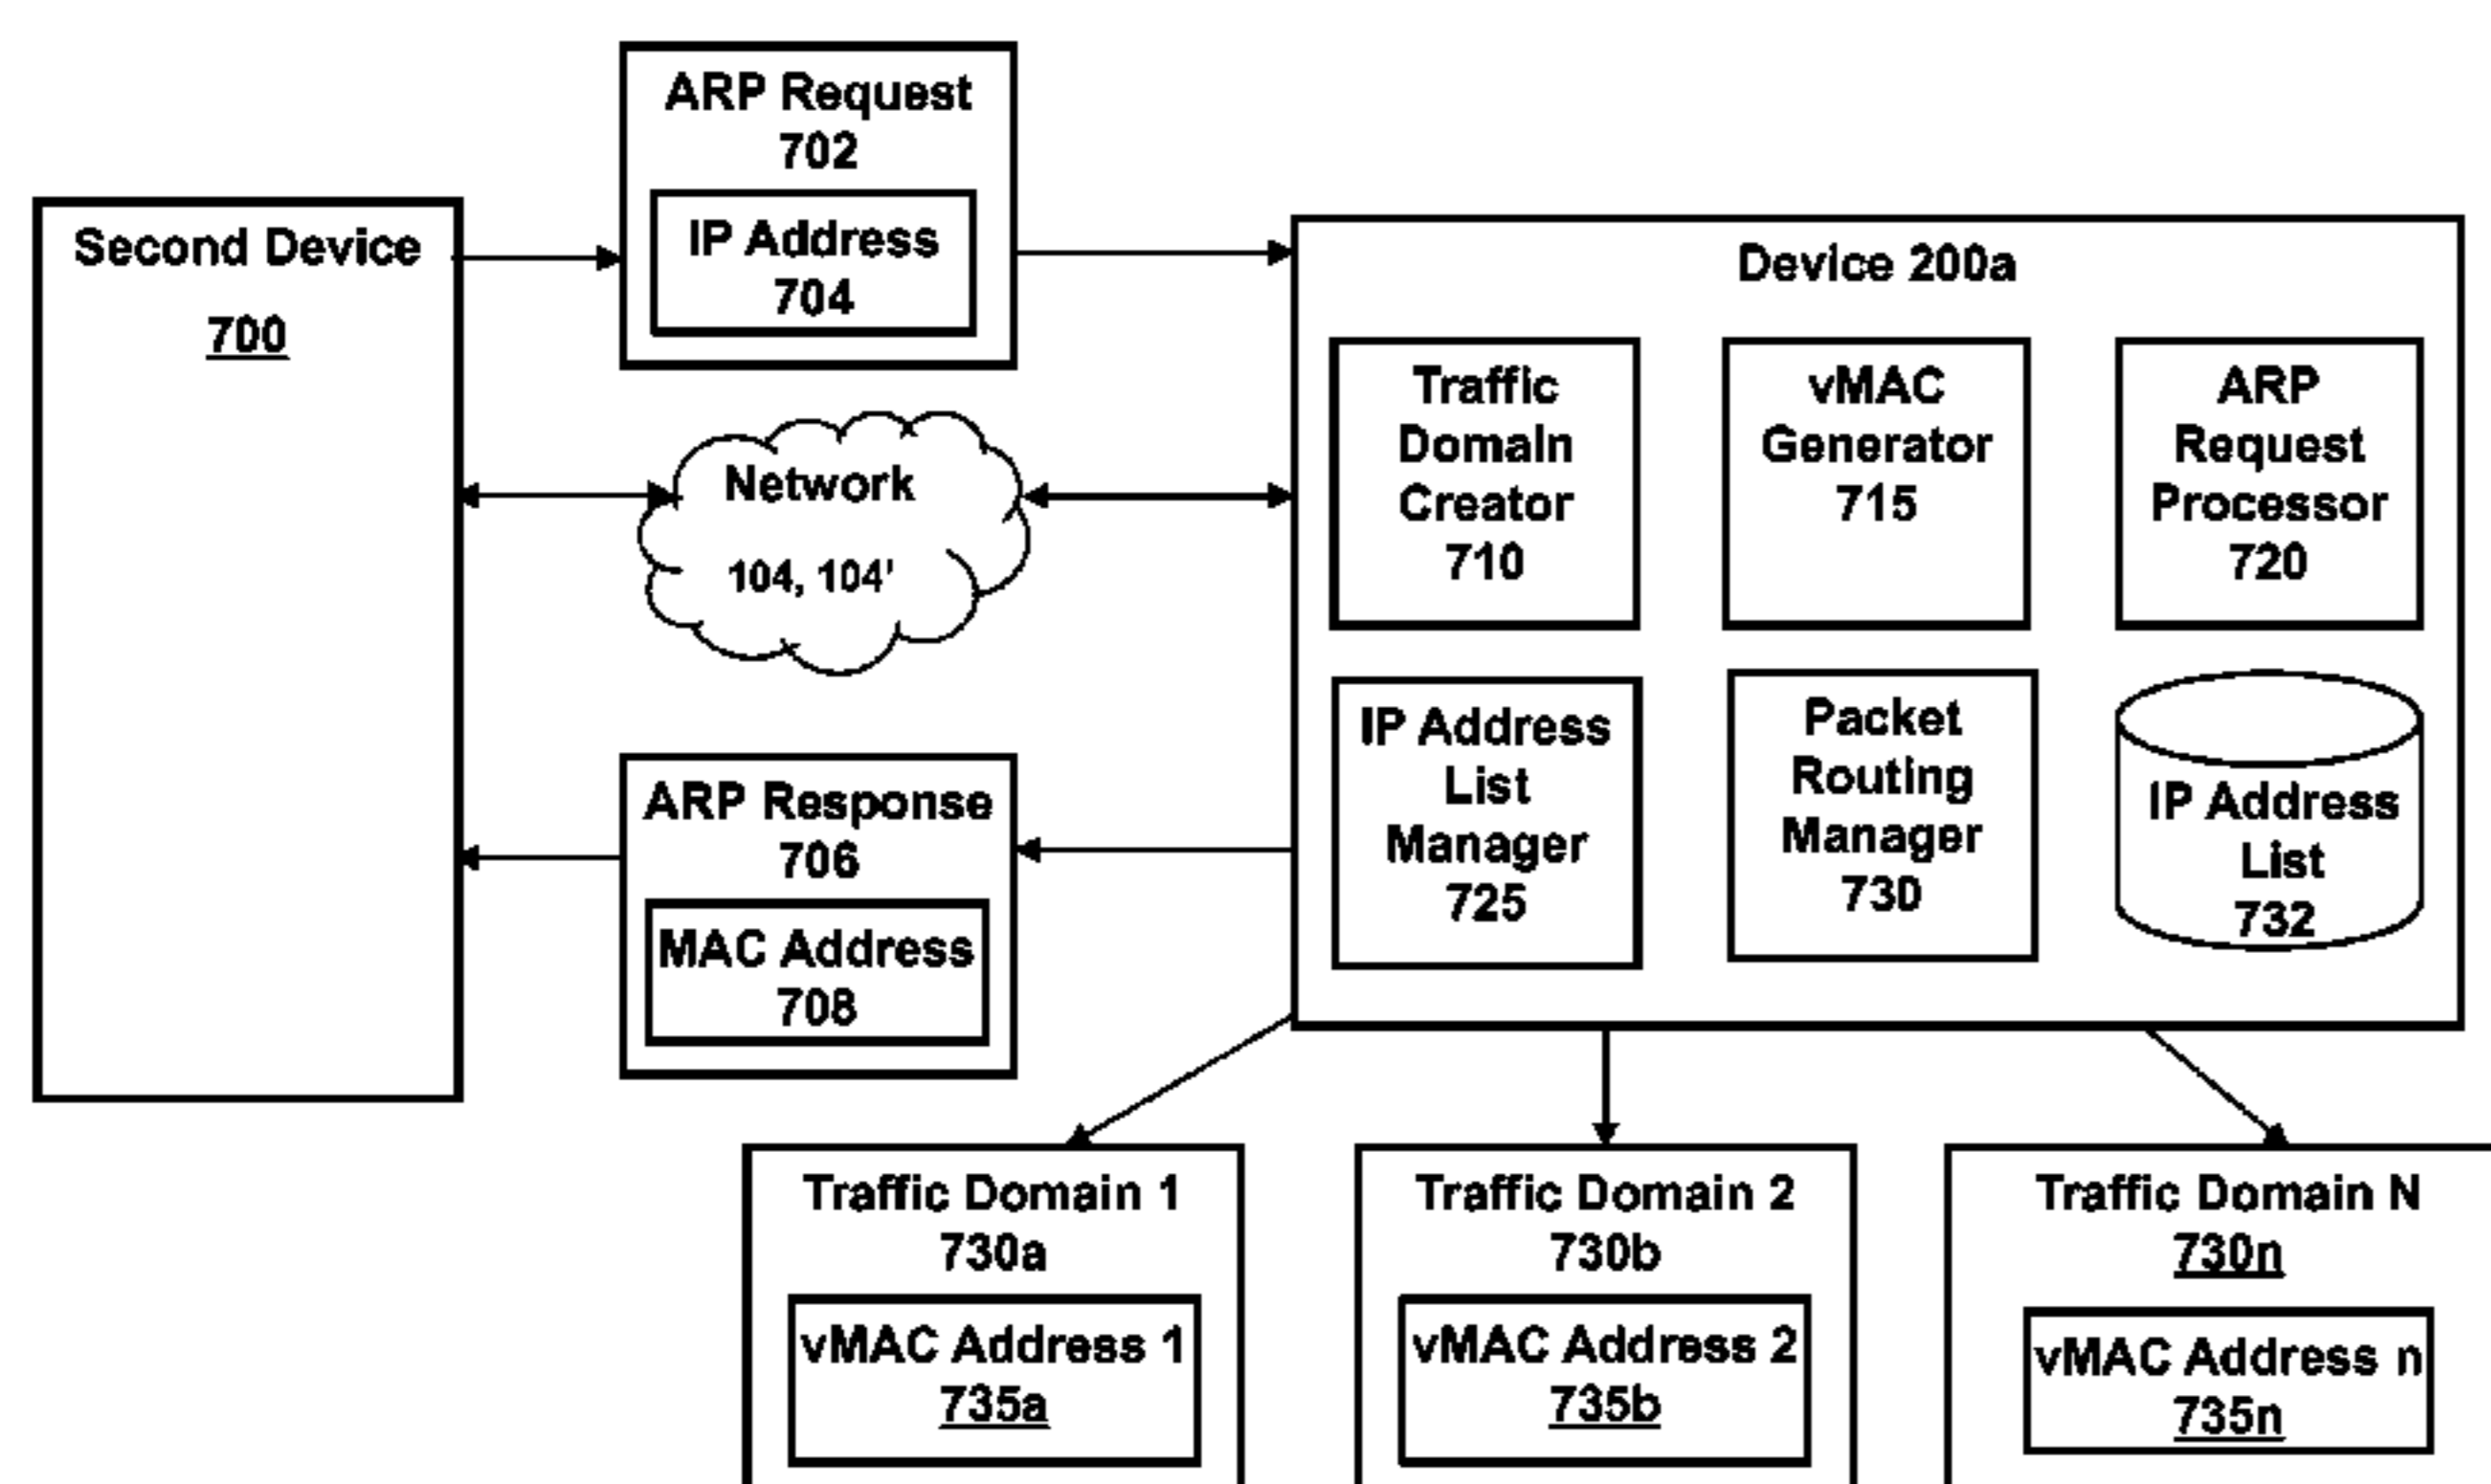 ARP Request
702
IP Address
704
Second Device
700
Network
104, 104'
ARP Response
706
MAC Address
708
Device 200a
Traffic
Domain
Creator
710
vMAC
Generator
715
ARP
Request
Processor
720
IP Address
List
Manager
725
Packet
Routing
Manager
730
IP Address
List
732
Traffic Domain 1
730a
vMAC Address 1
735a
Traffic Domain 2
730b
vMAC Address 2
735b
Traffic Domain N
730n
vMAC Address n
735n